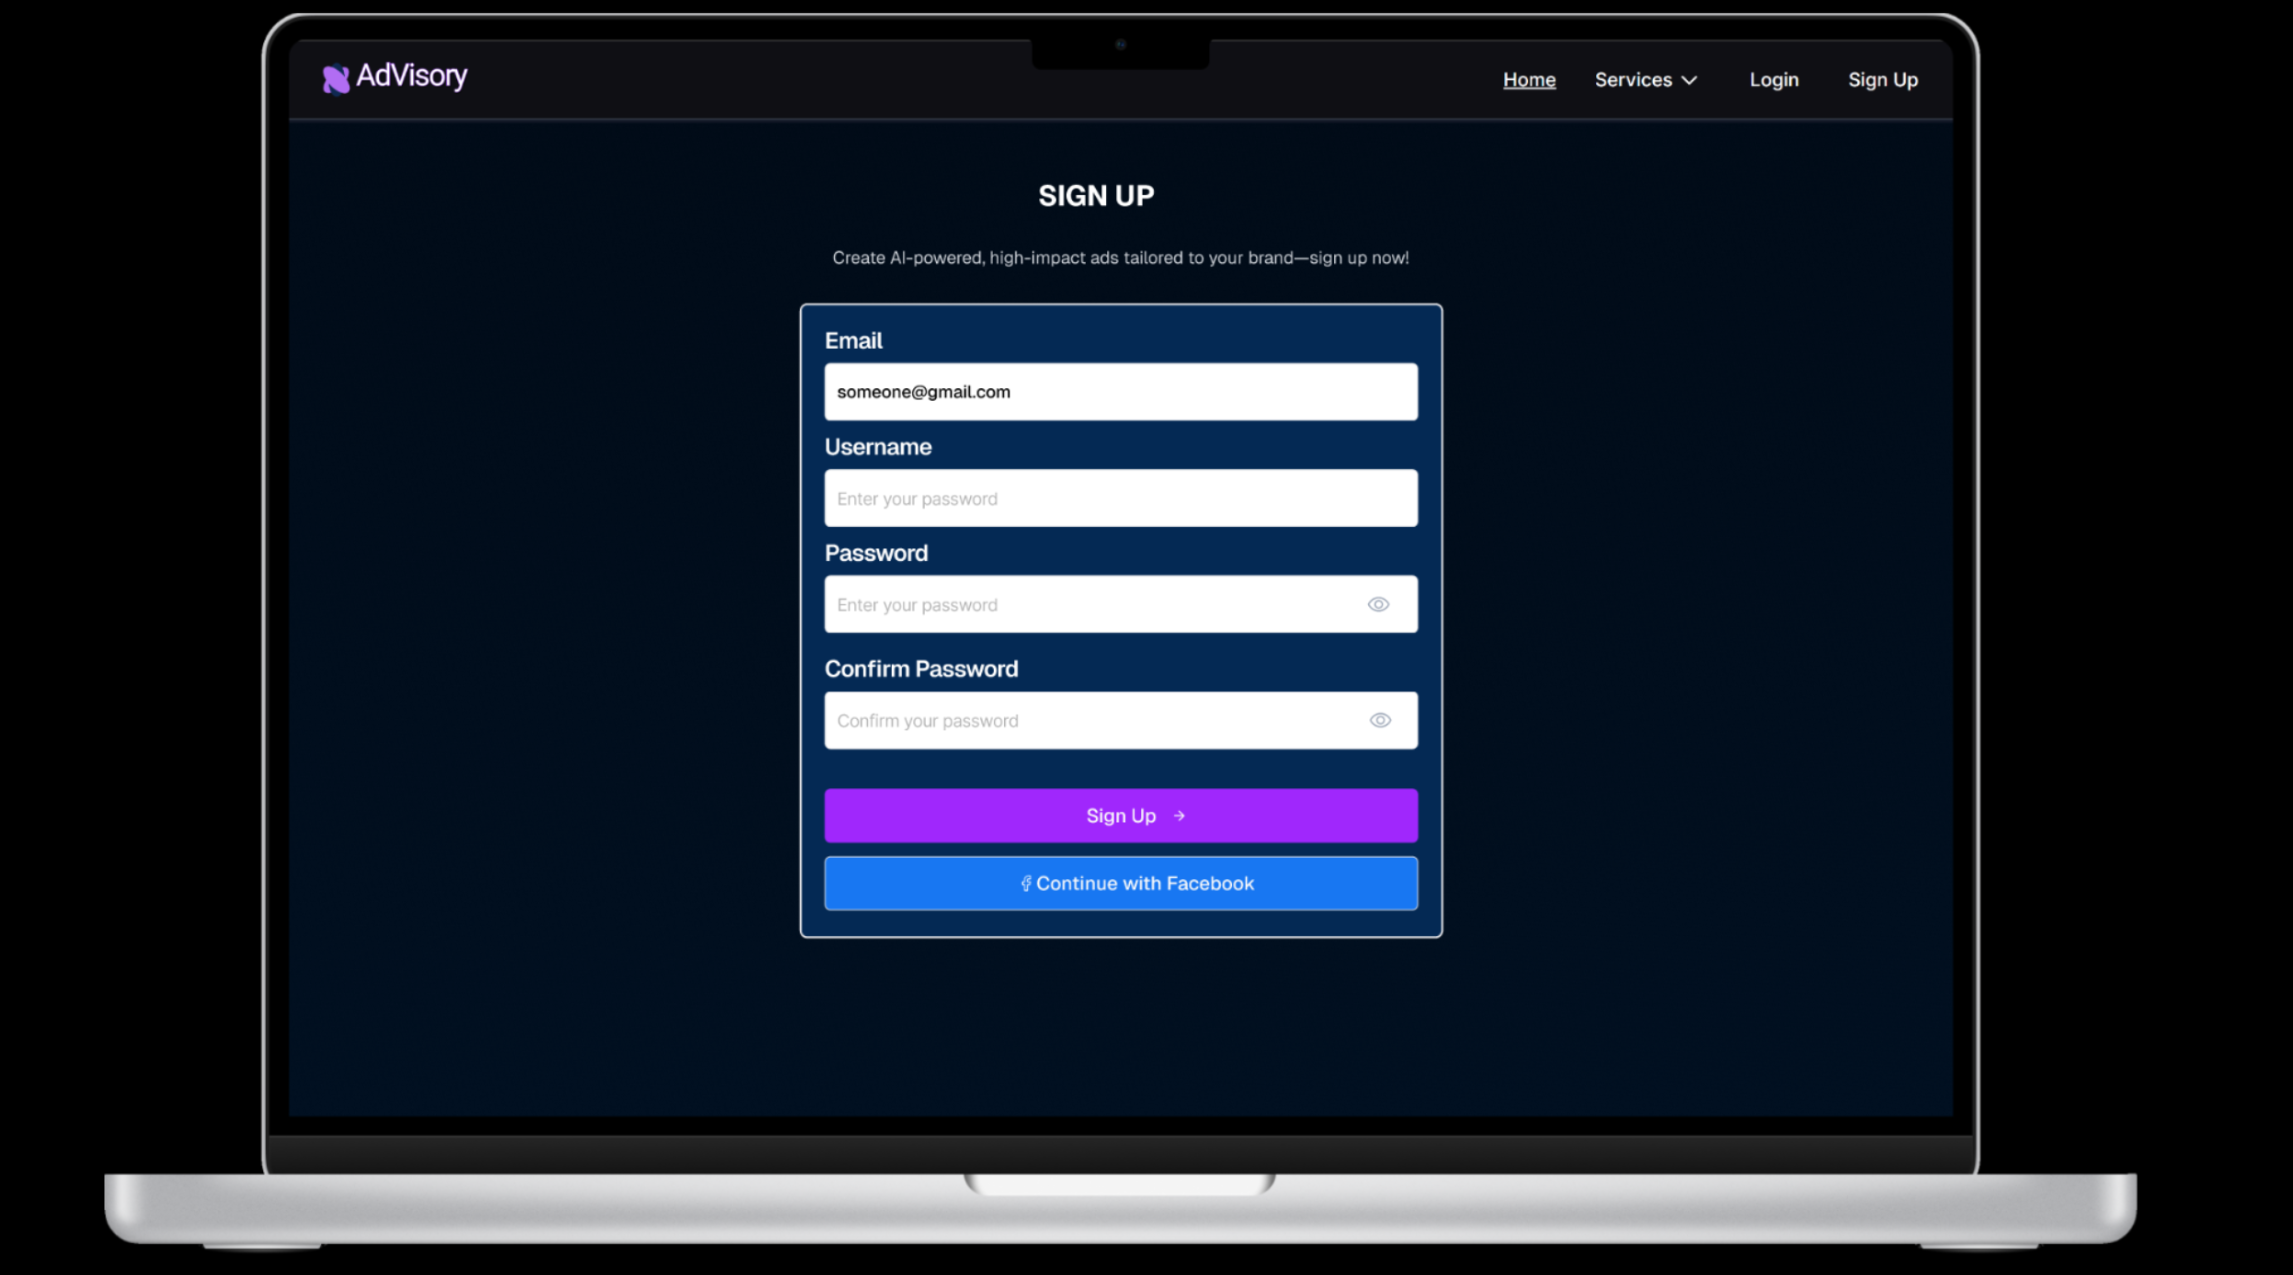 AdVisory
Home Services Login Sign Up
SIGN UP
Create AI-powered, high-impact ads tailored to your brand—sign up now!
Email
someone@gmail.com
Username
Enter your password
Password
Enter your password
Confirm Password
Confirm your password
Sign Up →
Continue with Facebook